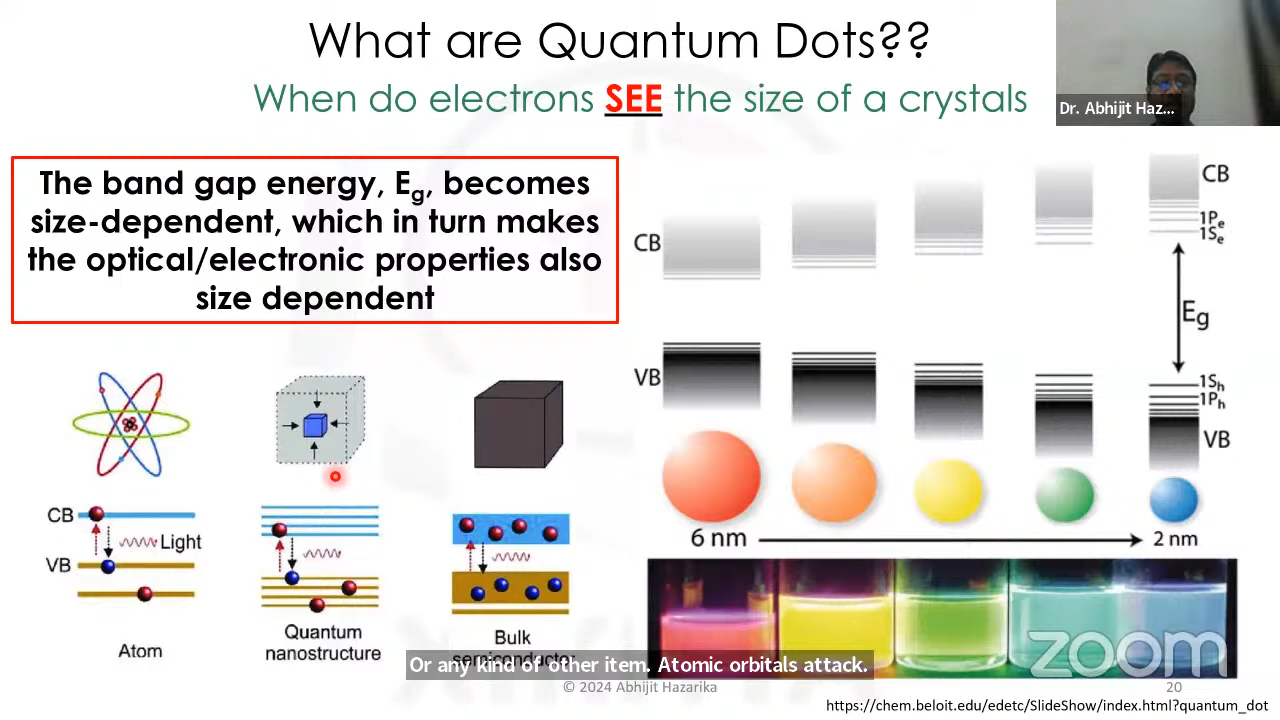 What are Quantum Dots??
When do electrons SEE the size of a crystals
Dr. Abhijit Haz...
The band gap energy, Eg, becomes
size-dependent, which in turn makes
the optical/electronic properties also
size dependent
CB
1Pe
1Se
CB
Eg
VB
1Sh
1Ph
VB
6 nm
2 nm
CB
Light
VB
Atom
Quantum
nanostructure
Bulk
semiconductor
zoom
Or any kind of other item. Atomic orbitals attack.
© 2024 Abhijit Hazarika
20
https://chem.beloit.edu/edetc/SlideShow/index.html?quantum_dot